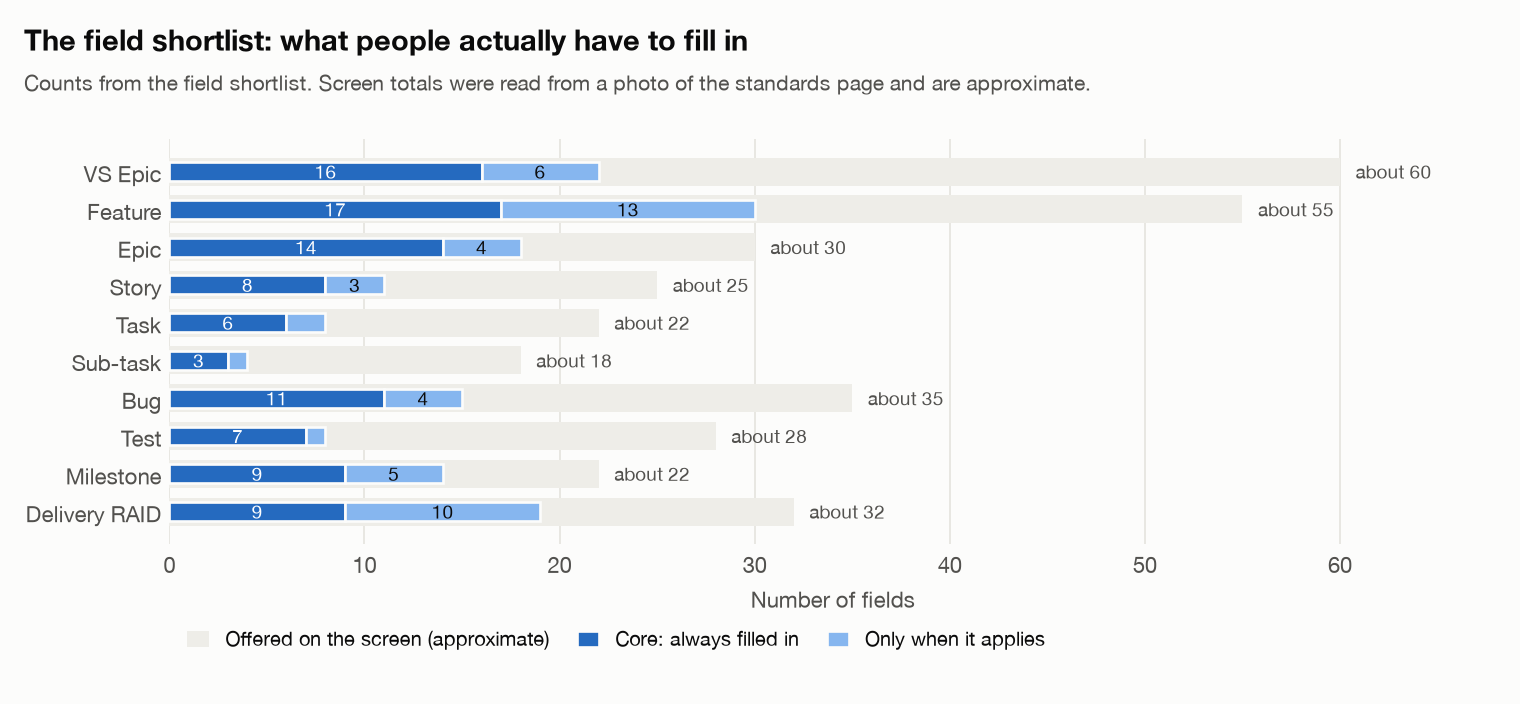 The field shortlist: what people actually have to fill in
Counts from the field shortlist. Screen totals were read from a photo of the standards page and are approximate.
VS Epic 16 6 about 60
Feature 17 13 about 55
Epic 14 4 about 30
Story 8 3 about 25
Task 6 about 22
Sub-task 3 about 18
Bug 11 4 about 35
Test 7 about 28
Milestone 9 5 about 22
Delivery RAID 9 10 about 32
0 10 20 30 40 50 60
Number of fields
Offered on the screen (approximate) Core: always filled in Only when it applies